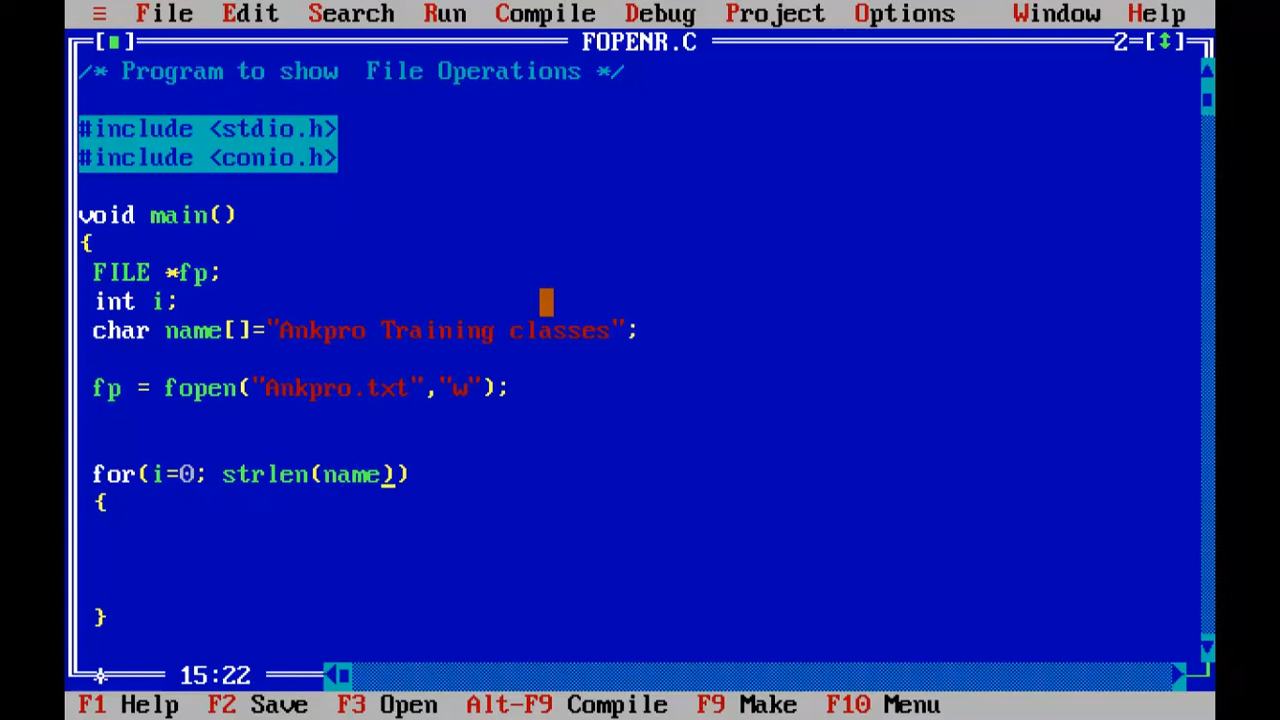 ≡ File Edit Search Run Compile Debug Project Options Window Help
[■] FOPENR.C 2=[↕]
/* Program to show  File Operations */
#include <stdio.h>
#include <conio.h>
void main()
{
FILE *fp;
int i;
char name[]="Ankpro Training classes";
fp = fopen("Ankpro.txt","w");
for(i=0; strlen(name))
{
}
15:22
F1 Help F2 Save F3 Open Alt-F9 Compile F9 Make F10 Menu